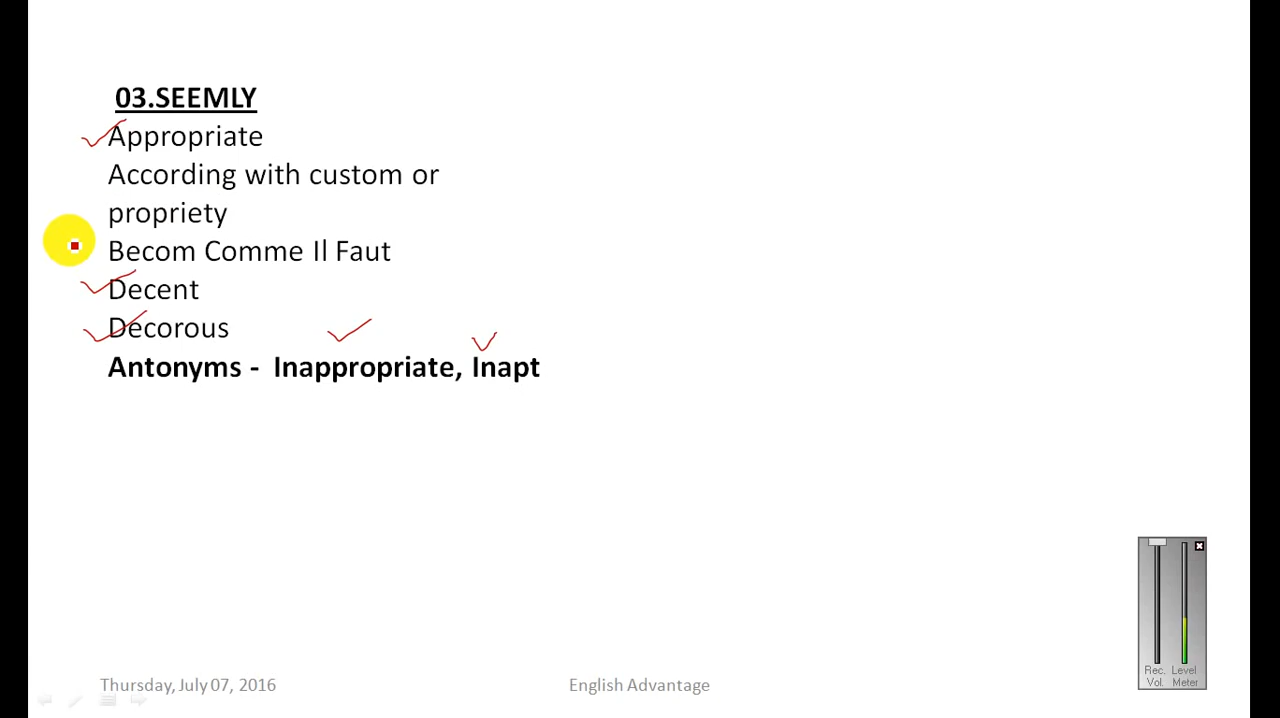 03.SEEMLY
Appropriate
According with custom or
propriety
Becom Comme Il Faut
Decent
Decorous
Antonyms - Inappropriate, Inapt
Rec. Level
Vol. Meter
Thursday, July 07, 2016 English Advantage